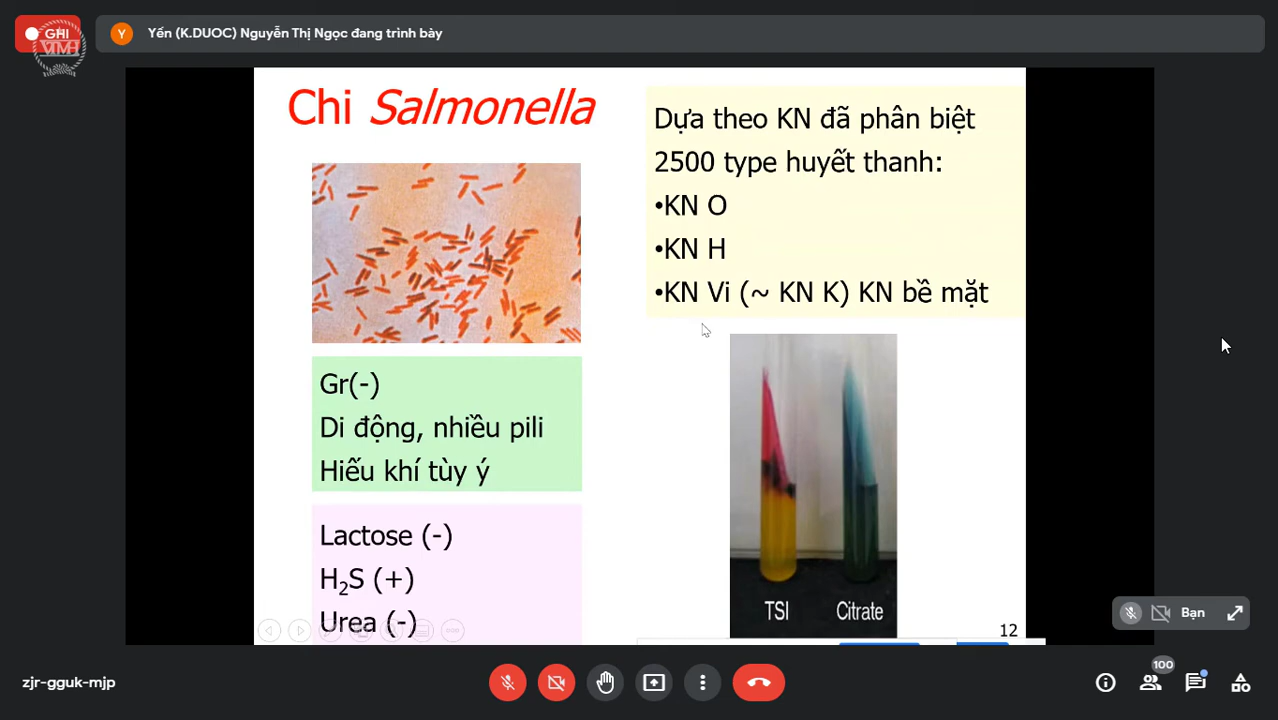 GHI
VTMH
Y
Yến (K.DUOC) Nguyễn Thị Ngọc đang trình bày
Chi Salmonella
Gr(-)
Di động, nhiều pili
Hiếu khí tùy ý
Lactose (-)
H₂S (+)
Urea (-)
Dựa theo KN đã phân biệt
2500 type huyết thanh:
•KN O
•KN H
•KN Vi (~ KN K) KN bề mặt
TSI
Citrate
12
Bạn
zjr-gguk-mjp
100